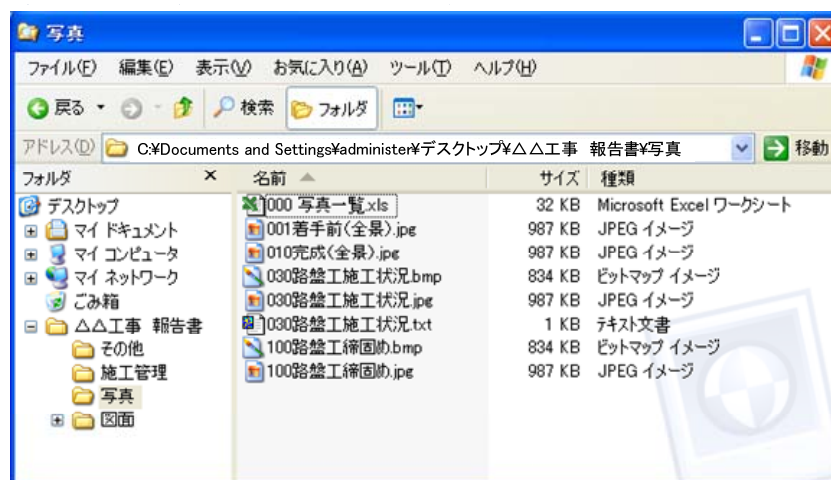 写真
ファイル(F) 編集(E) 表示(V) お気に入り(A) ツール(T) ヘルプ(H)
戻る 検索 フォルダ
アドレス(D) C:¥Documents and Settings¥administer¥デスクトップ¥△△工事 報告書¥写真 移動
フォルダ × 名前 サイズ 種類
デスクトップ
マイ ドキュメント
マイ コンピュータ
マイ ネットワーク
ごみ箱
△△工事 報告書
その他
施工管理
写真
図面
000 写真一覧.xls 32 KB Microsoft Excel ワークシート
001着手前(全景).jpg 987 KB JPEG イメージ
010完成(全景).jpg 987 KB JPEG イメージ
030路盤工施工状況.bmp 834 KB ビットマップ イメージ
030路盤工施工状況.jpg 987 KB JPEG イメージ
030路盤工施工状況.txt 1 KB テキスト文書
100路盤工締固め.bmp 834 KB ビットマップ イメージ
100路盤工締固め.jpg 987 KB JPEG イメージ